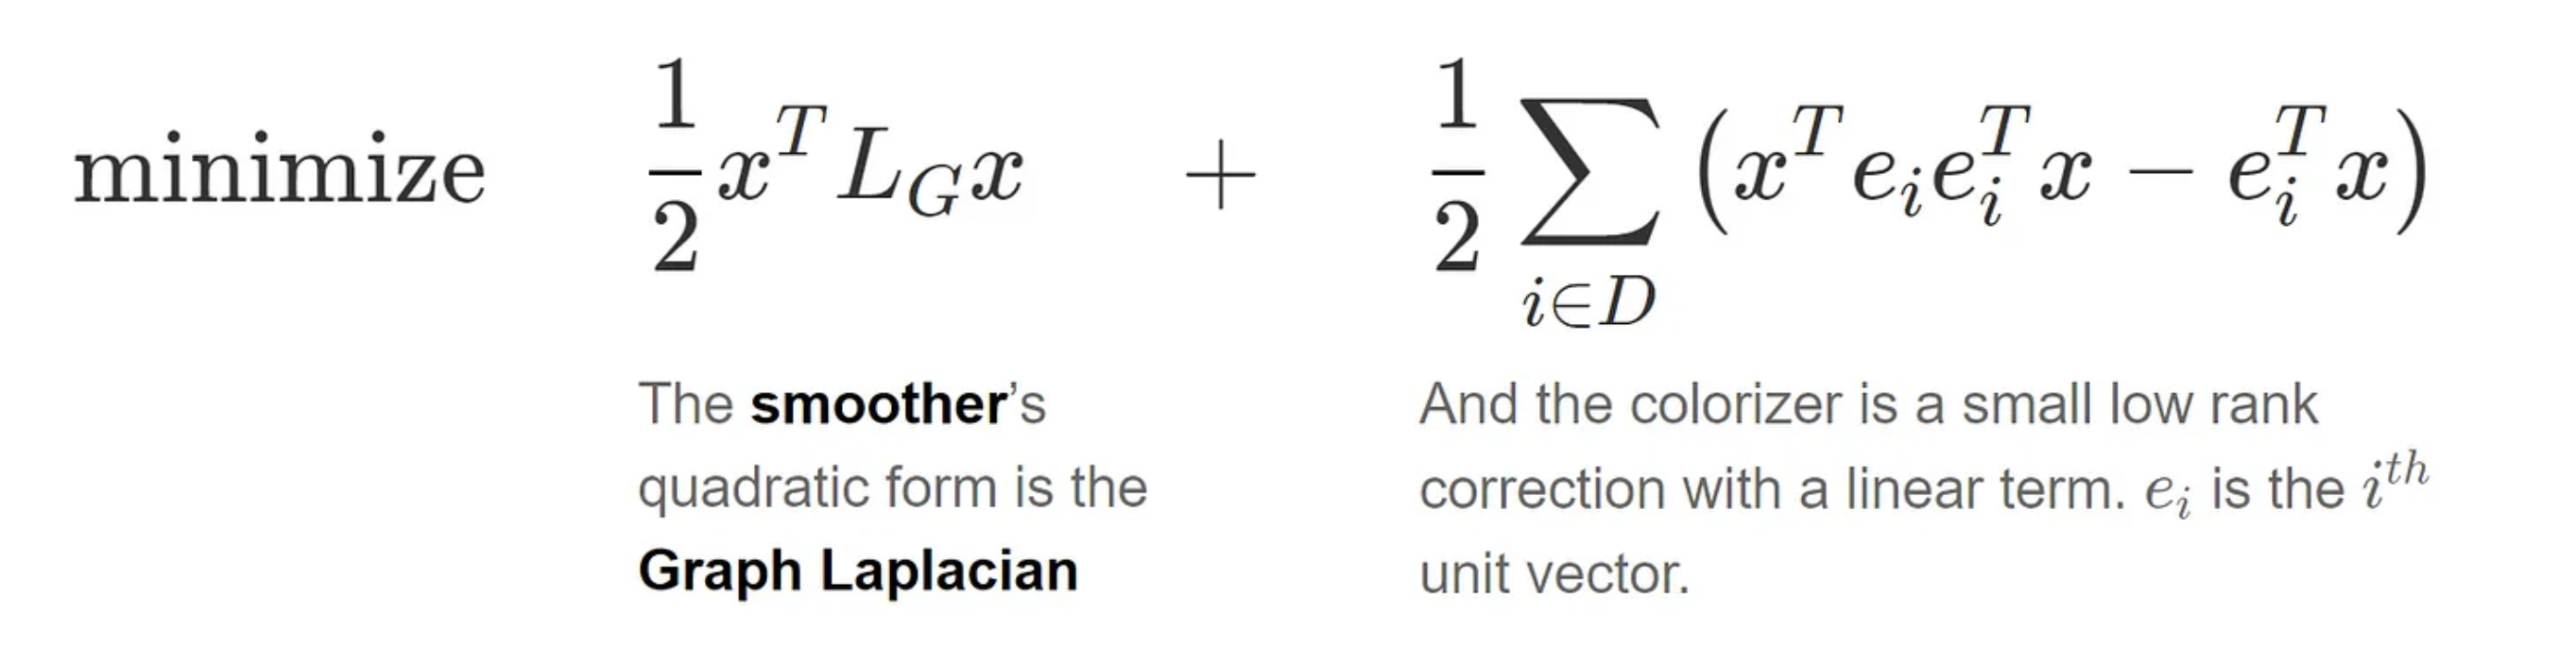 minimize 1/2 x^T L_G x + 1/2 ∑_{i∈D} (x^T e_i e_i^T x − e_i^T x)
The smoother’s
quadratic form is the
Graph Laplacian
And the colorizer is a small low rank
correction with a linear term. e_i is the i^{th}
unit vector.